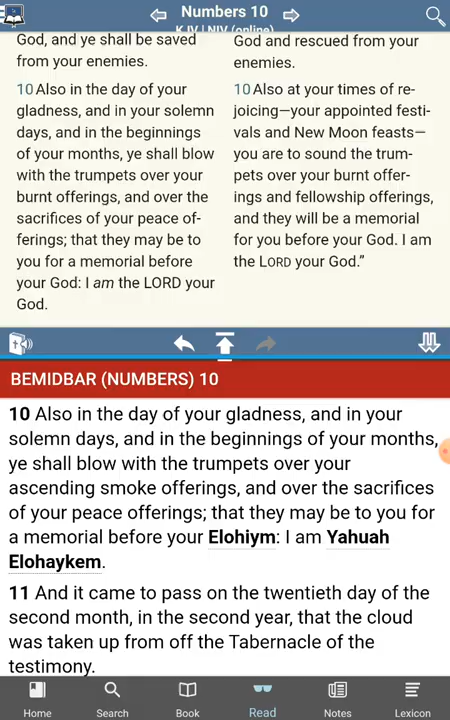 Numbers 10
KJV | NIV (online)
God, and ye shall be saved
from your enemies.
10 Also in the day of your
gladness, and in your solemn
days, and in the beginnings
of your months, ye shall blow
with the trumpets over your
burnt offerings, and over the
sacrifices of your peace of-
ferings; that they may be to
you for a memorial before
your God: I am the LORD your
God.
God and rescued from your
enemies.
10 Also at your times of re-
joicing—your appointed festi-
vals and New Moon feasts—
you are to sound the trum-
pets over your burnt offer-
ings and fellowship offerings,
and they will be a memorial
for you before your God. I am
the LORD your God.”
BEMIDBAR (NUMBERS) 10
10 Also in the day of your gladness, and in your
solemn days, and in the beginnings of your months,
ye shall blow with the trumpets over your
ascending smoke offerings, and over the sacrifices
of your peace offerings; that they may be to you for
a memorial before your Elohiym: I am Yahuah
Elohaykem.
11 And it came to pass on the twentieth day of the
second month, in the second year, that the cloud
was taken up from off the Tabernacle of the
testimony.
Home
Search
Book
Read
Notes
Lexicon